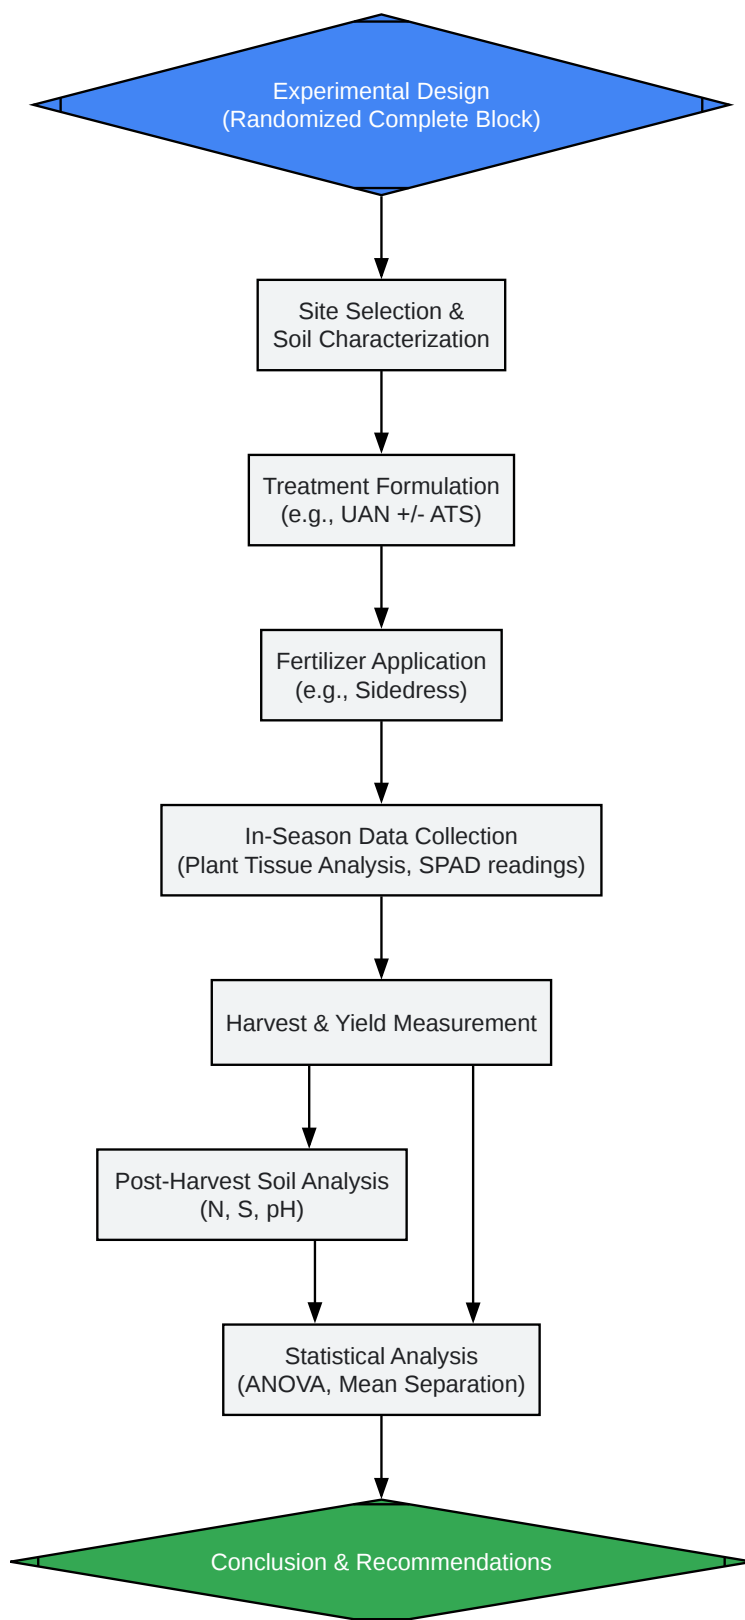 Experimental Design
(Randomized Complete Block)
Site Selection &
Soil Characterization
Treatment Formulation
(e.g., UAN +/- ATS)
Fertilizer Application
(e.g., Sidedress)
In-Season Data Collection
(Plant Tissue Analysis, SPAD readings)
Harvest & Yield Measurement
Post-Harvest Soil Analysis
(N, S, pH)
Statistical Analysis
(ANOVA, Mean Separation)
Conclusion & Recommendations